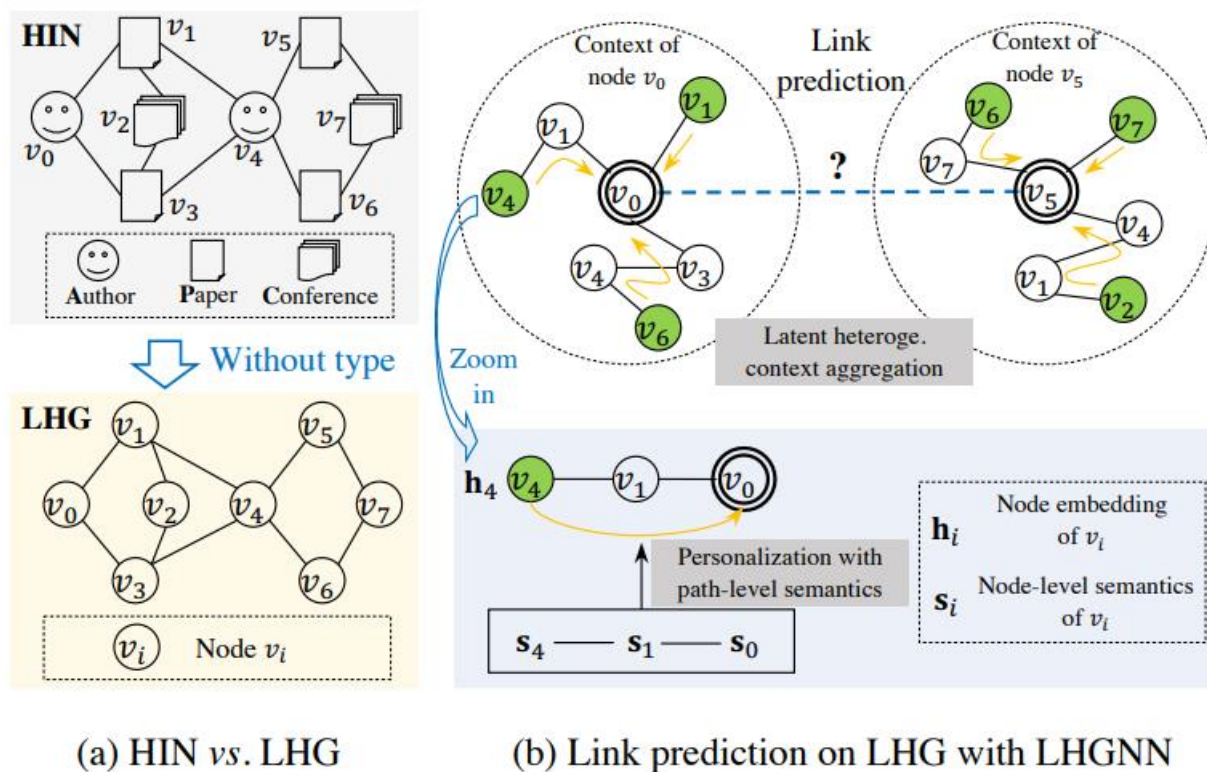 HIN
v1
v5
v2
v7
v0
v4
v3
v6
Author
Paper
Conference
Without type
LHG
v1
v5
v0
v2
v4
v7
v3
v6
vi
Node vi
(a) HIN vs. LHG
Context of
node v0
Link
prediction
Context of
node v5
v1
v1
v4
v0
v4
v3
v6
?
v6
v7
v7
v5
v4
v1
v2
Latent heteroge.
context aggregation
Zoom
in
h4
v4
v1
v0
Personalization with
path-level semantics
s4
s1
s0
hi
Node embedding
of vi
si
Node-level semantics
of vi
(b) Link prediction on LHG with LHGNN